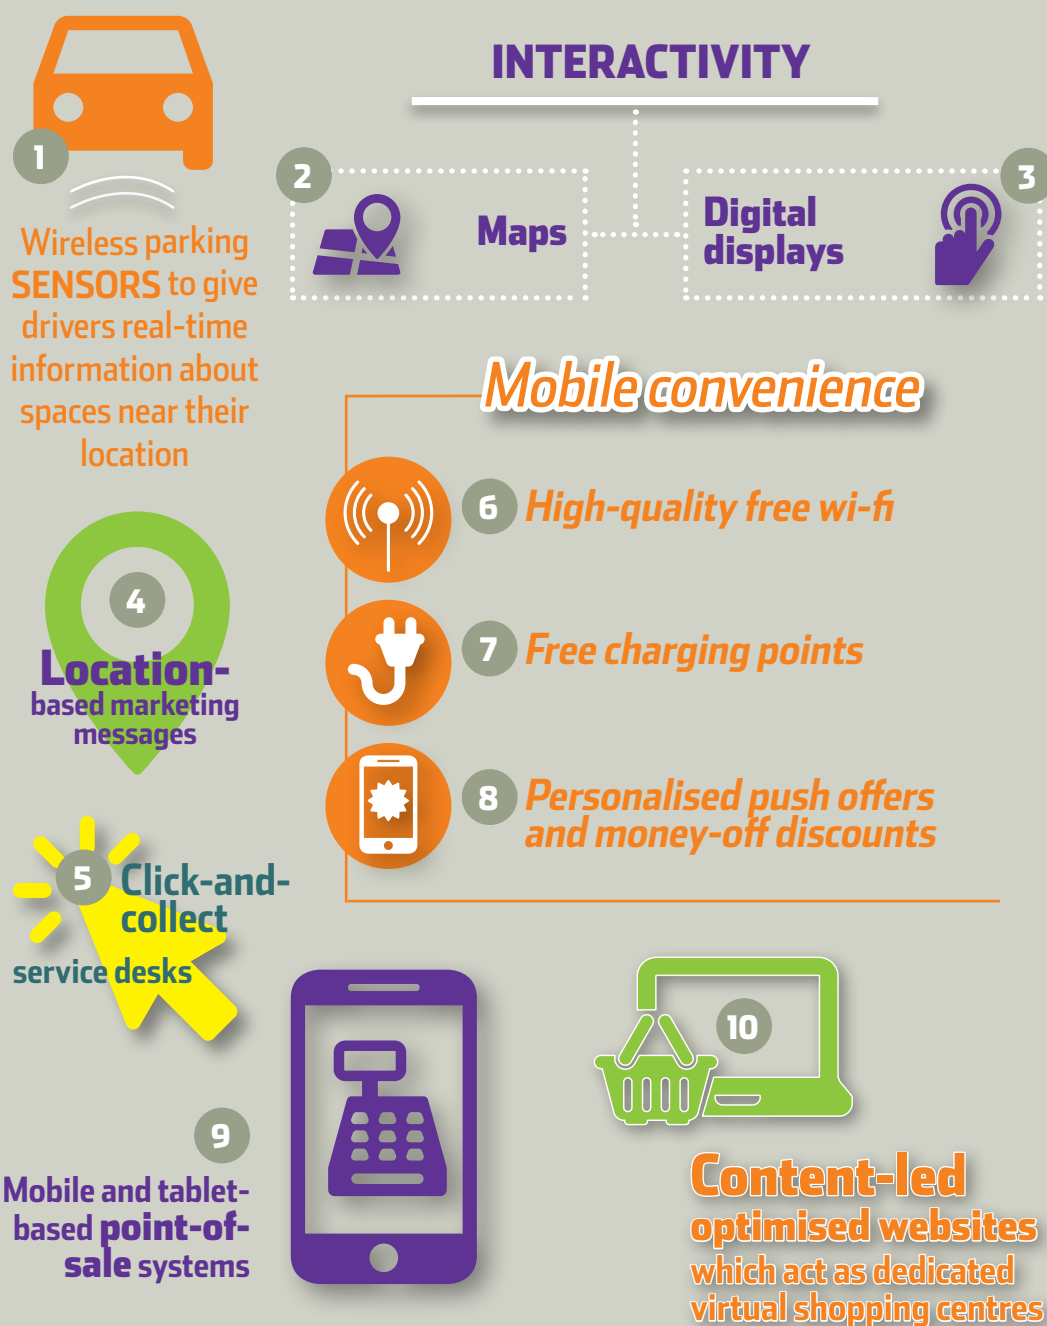 INTERACTIVITY
1
Wireless parking
SENSORS to give
drivers real-time
information about
spaces near their
location
2
Maps
3
Digital
displays
4
Location-
based marketing
messages
5
Click-and-
collect
service desks
Mobile convenience
6
High-quality free wi-fi
7
Free charging points
8
Personalised push offers
and money-off discounts
9
Mobile and tablet-
based point-of-
sale systems
10
Content-led
optimised websites
which act as dedicated
virtual shopping centres